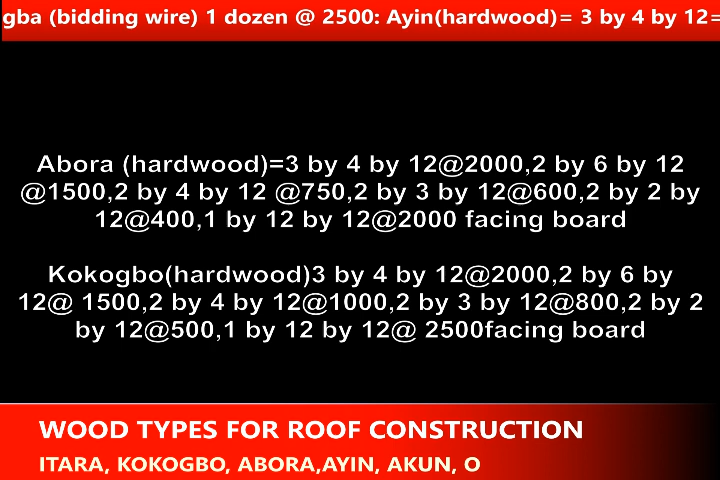 gba (bidding wire) 1 dozen @ 2500: Ayin(hardwood)= 3 by 4 by 12=
Abora (hardwood)=3 by 4 by 12@2000,2 by 6 by 12
@1500,2 by 4 by 12 @750,2 by 3 by 12@600,2 by 2 by
12@400,1 by 12 by 12@2000 facing board
Kokogbo(hardwood)3 by 4 by 12@2000,2 by 6 by
12@ 1500,2 by 4 by 12@1000,2 by 3 by 12@800,2 by 2
by 12@500,1 by 12 by 12@ 2500facing board
WOOD TYPES FOR ROOF CONSTRUCTION
ITARA, KOKOGBO, ABORA,AYIN, AKUN, O